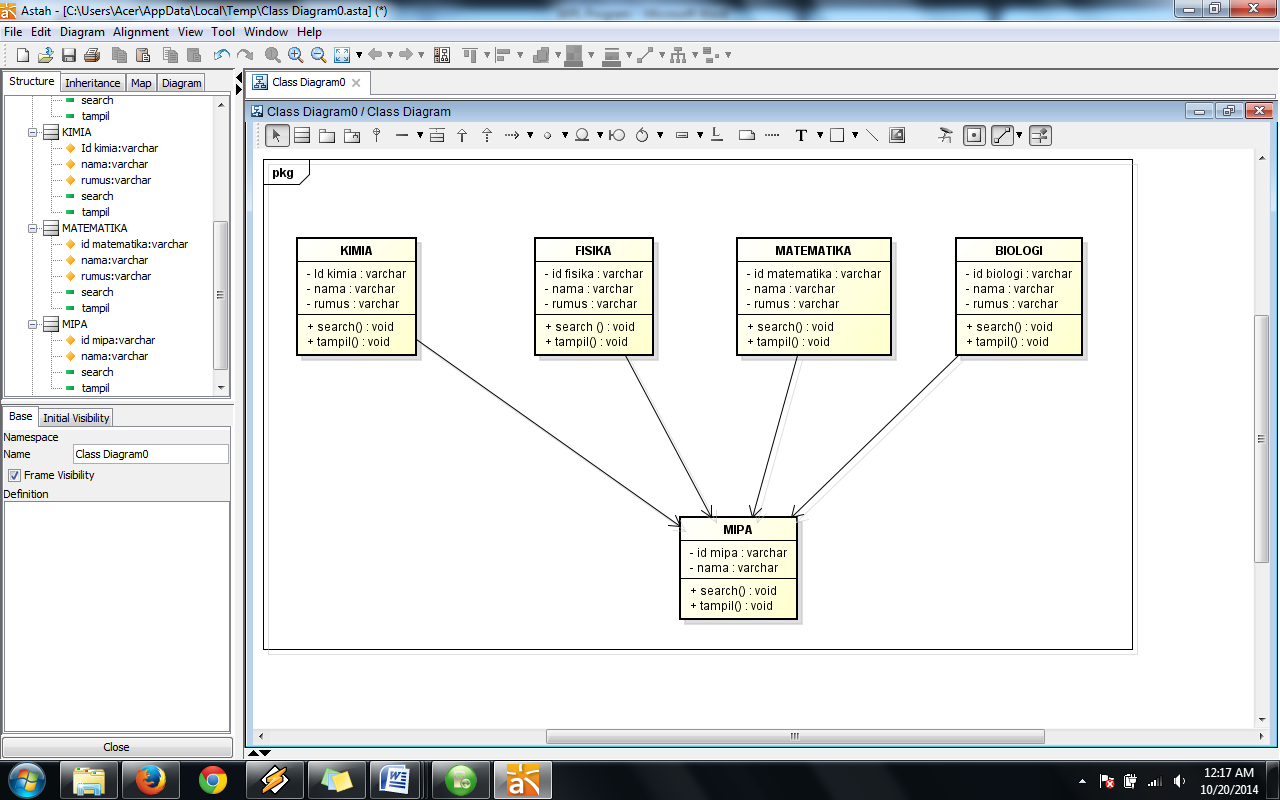 Astah - [C:\Users\Acer\AppData\Local\Temp\Class Diagram0.asta] (*)
File Edit Diagram Alignment View Tool Window Help
Structure Inheritance Map Diagram
search
tampil
KIMIA
Id kimia:varchar
nama:varchar
rumus:varchar
search
tampil
MATEMATIKA
id matematika:varchar
nama:varchar
rumus:varchar
search
tampil
MIPA
id mipa:varchar
nama:varchar
search
tampil
Base Initial Visibility
Namespace
Name Class Diagram0
Frame Visibility
Definition
Close
Class Diagram0
Class Diagram0 / Class Diagram
T
pkg
KIMIA
- Id kimia : varchar
- nama : varchar
- rumus : varchar
+ search() : void
+ tampil() : void
FISIKA
- id fisika : varchar
- nama : varchar
- rumus : varchar
+ search () : void
+ tampil() : void
MATEMATIKA
- id matematika : varchar
- nama : varchar
- rumus : varchar
+ search() : void
+ tampil() : void
BIOLOGI
- id biologi : varchar
- nama : varchar
- rumus : varchar
+ search() : void
+ tampil() : void
MIPA
- id mipa : varchar
- nama : varchar
+ search() : void
+ tampil() : void
12:17 AM
10/20/2014